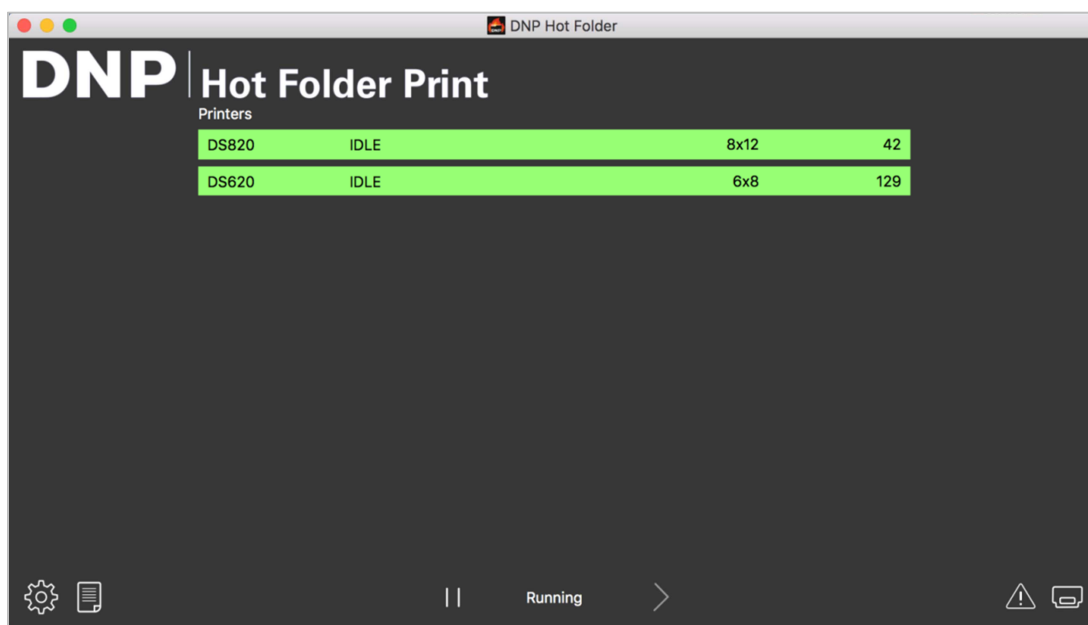 DNP Hot Folder
DNP Hot Folder Print
Printers
DS820 IDLE 8x12 42
DS620 IDLE 6x8 129
Running